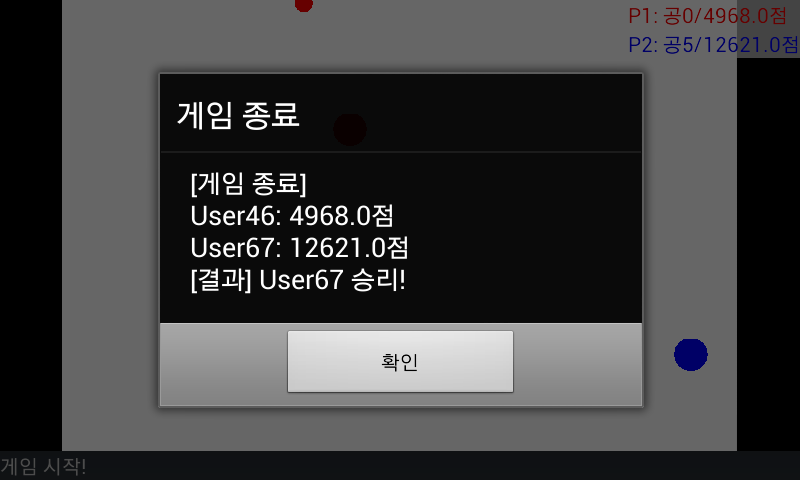 P1: 공0/4968.0점
P2: 공5/12621.0점
게임 종료
[게임 종료]
User46: 4968.0점
User67: 12621.0점
[결과] User67 승리!
확인
게임 시작!